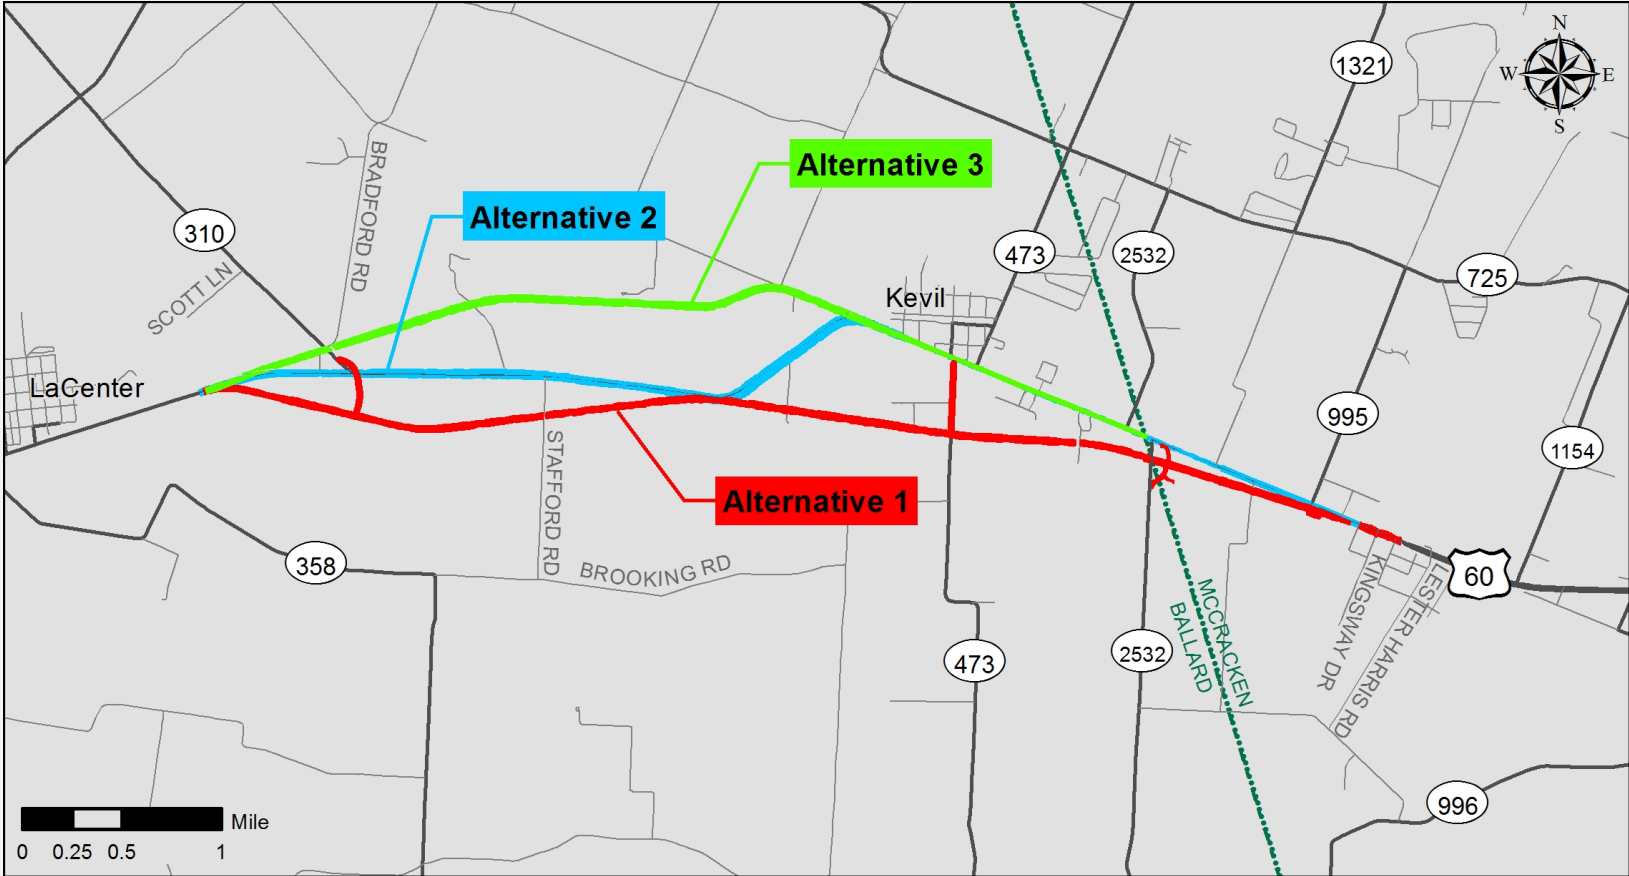 N
1321
W E
S
Alternative 3
BRADFORD RD
Alternative 2
310
473
2532
725
SCOTT LN
Kevil
LaCenter
995
1154
STAFFORD RD
Alternative 1
358
BROOKING RD
60
KINGSWAY DR
LESTER HARRIS RD
MCCRACKEN
BALLARD
473
2532
996
Mile
0 0.25 0.5 1